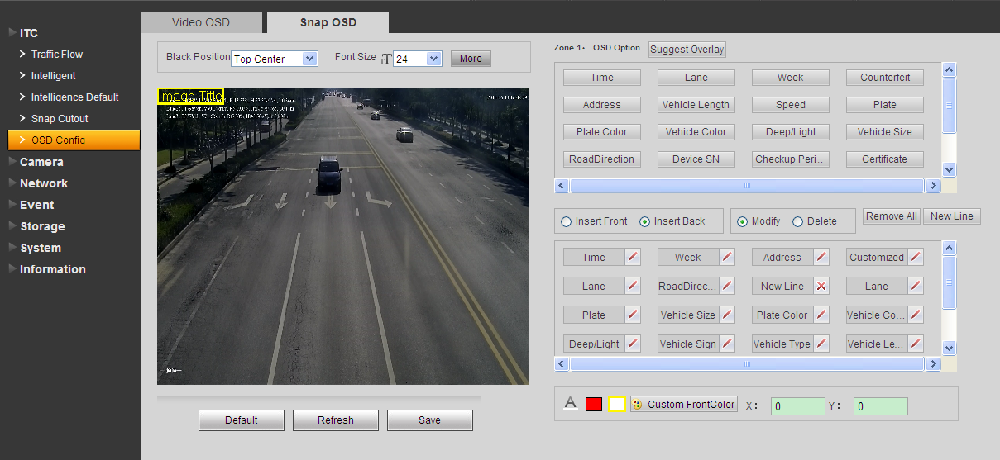 Video OSD
Snap OSD
ITC
Traffic Flow
Intelligent
Intelligence Default
Snap Cutout
OSD Config
Camera
Network
Event
Storage
System
Information
Black Position Top Center Font Size 24 More
Image Title
Default Refresh Save
Zone 1: OSD Option Suggest Overlay
Time Lane Week Counterfeit
Address Vehicle Length Speed Plate
Plate Color Vehicle Color Deep/Light Vehicle Size
RoadDirection Device SN Checkup Peri... Certificate
Insert Front Insert Back Modify Delete Remove All New Line
Time Week Address Customized
Lane RoadDirec... New Line Lane
Plate Vehicle Size Plate Color Vehicle Co...
Deep/Light Vehicle Sign Vehicle Type Vehicle Le...
A Custom FrontColor X: 0 Y: 0